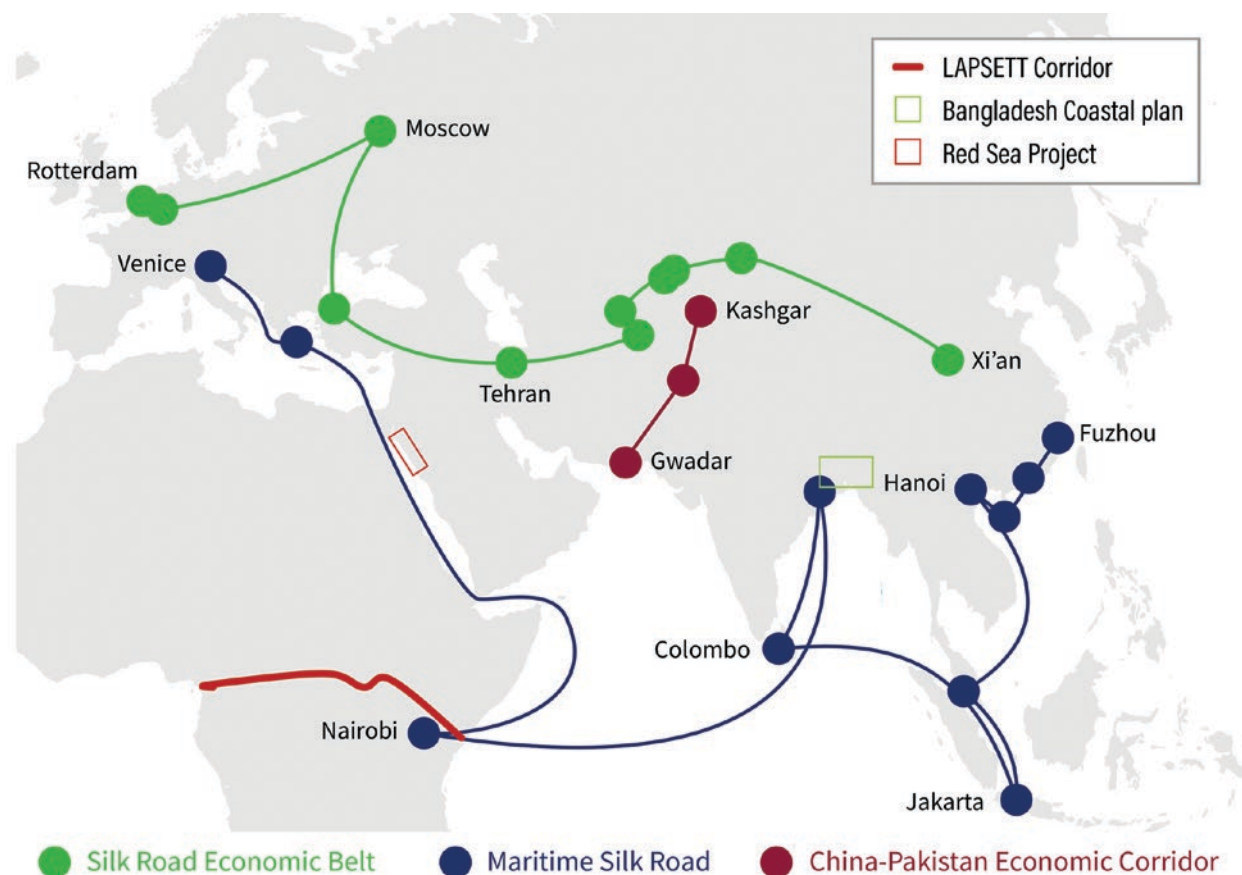 LAPSETT Corridor
Bangladesh Coastal plan
Red Sea Project
Moscow
Rotterdam
Venice
Kashgar
Tehran
Xi’an
Fuzhou
Gwadar
Hanoi
Colombo
Nairobi
Jakarta
Silk Road Economic Belt
Maritime Silk Road
China-Pakistan Economic Corridor